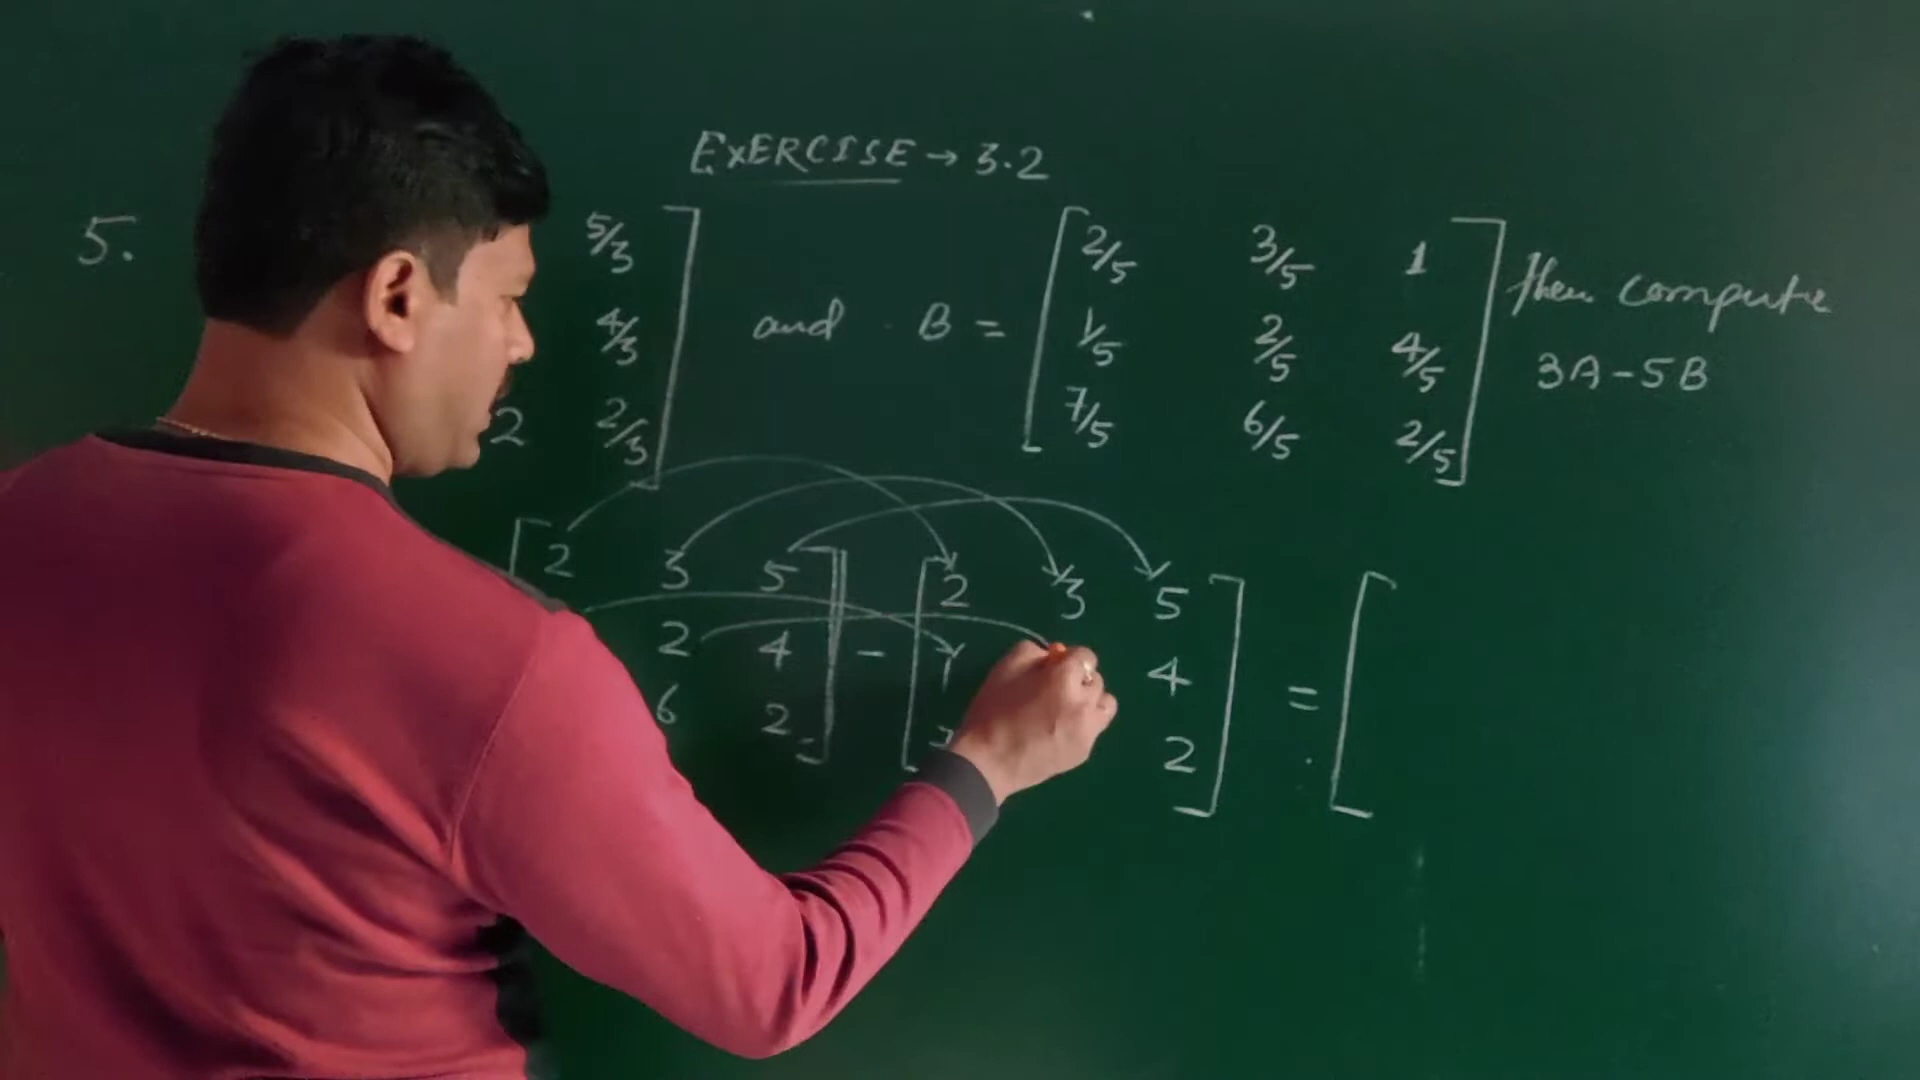 EXERCISE → 3.2
5. 5/3 ] and B = [ 2/5 3/5 1 ] then compute
4/3 1/5 2/5 4/5 3A-5B
2 2/3 7/5 6/5 2/5
[ 2 3 5 ] - [ 2 3 5 ] = [
2 4 1 4
6 2 2